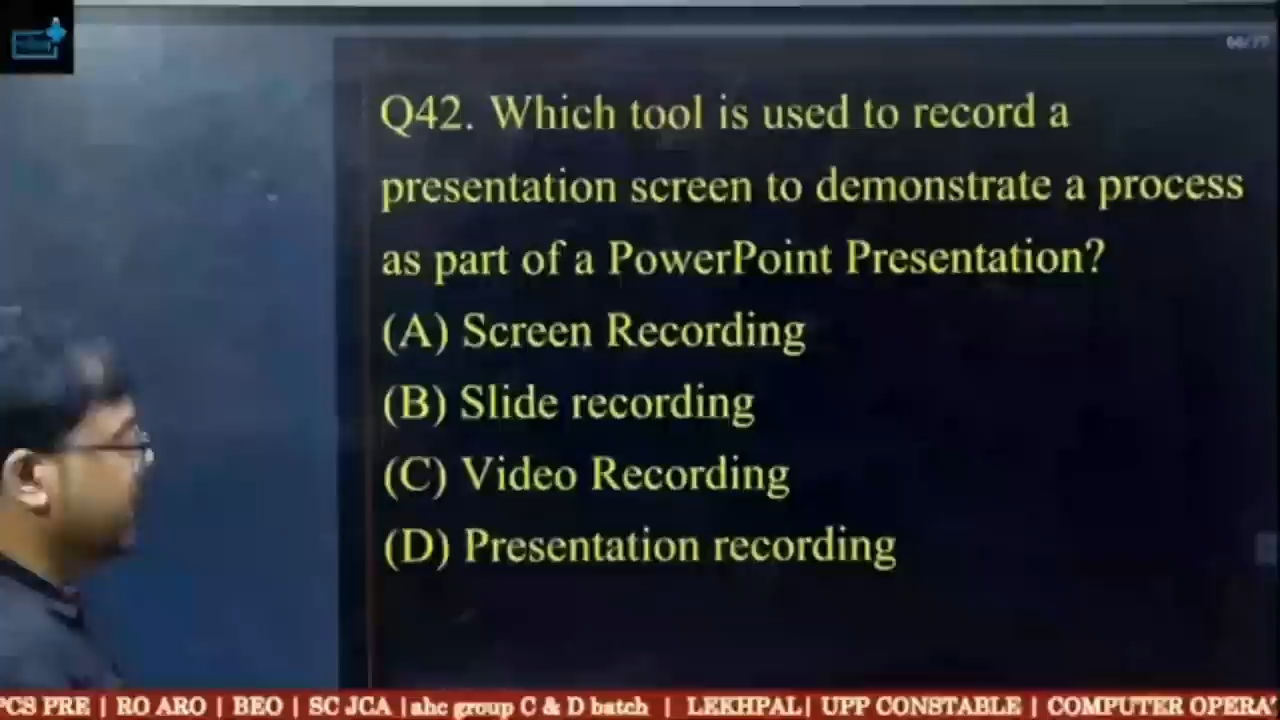 Q42. Which tool is used to record a
presentation screen to demonstrate a process
as part of a PowerPoint Presentation?
(A) Screen Recording
(B) Slide recording
(C) Video Recording
(D) Presentation recording
PCS PRE | RO ARO | BEO | SC JCA |ahc group C & D batch | LEKHPAL| UPP CONSTABLE | COMPUTER OPERA